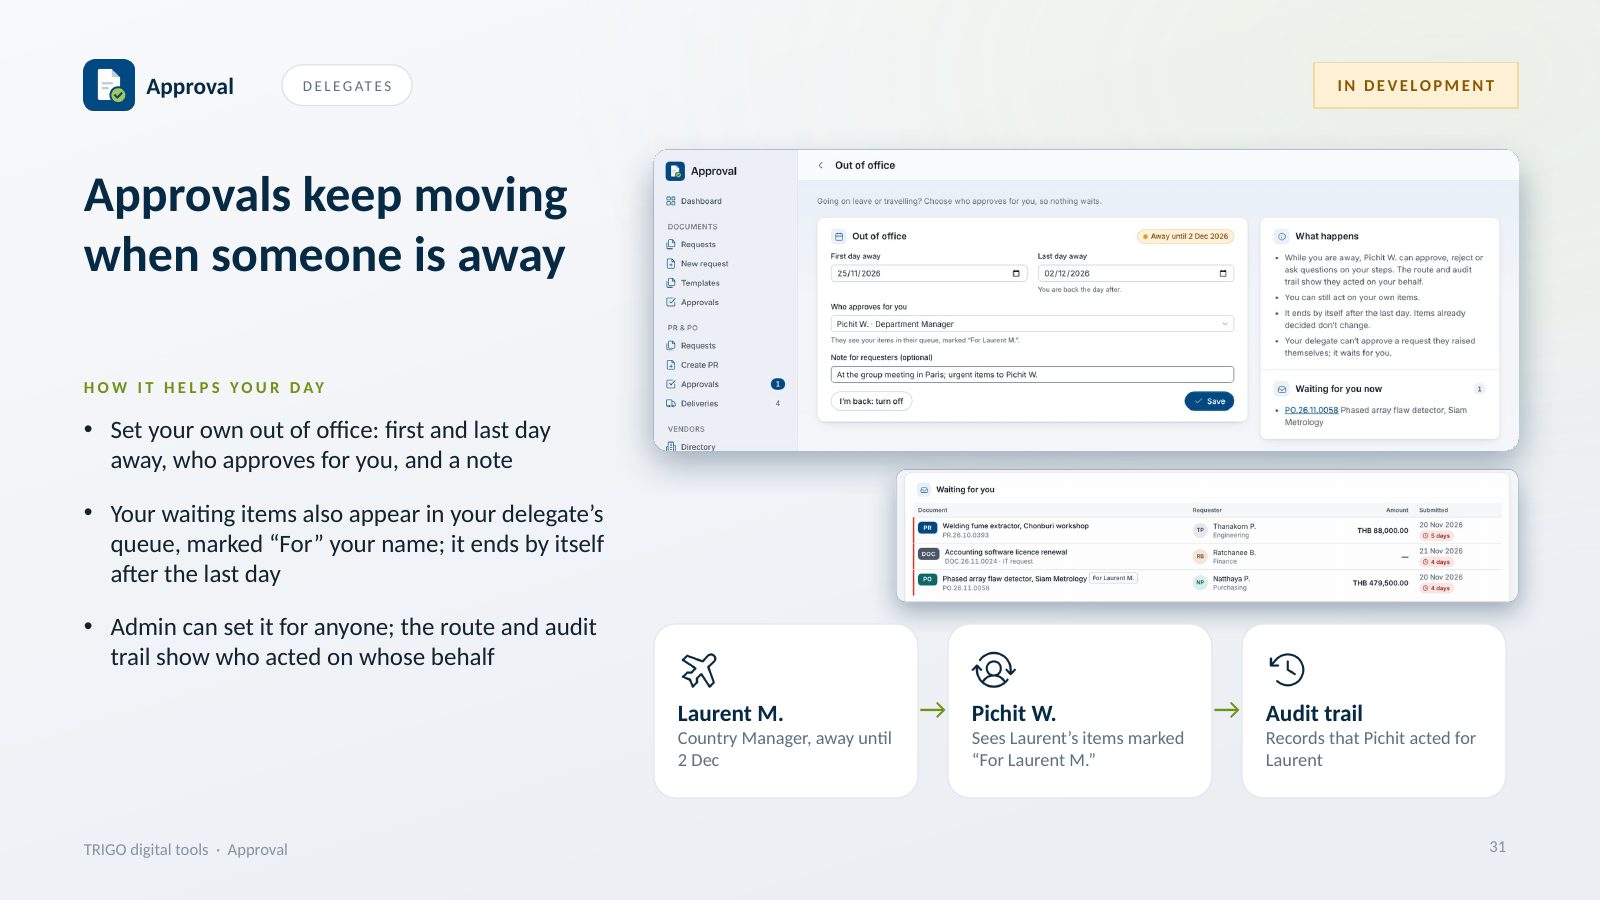 Approval
DELEGATES
IN DEVELOPMENT
Approvals keep moving
when someone is away
HOW IT HELPS YOUR DAY
• Set your own out of office: first and last day
away, who approves for you, and a note
• Your waiting items also appear in your delegate’s
queue, marked “For” your name; it ends by itself
after the last day
• Admin can set it for anyone; the route and audit
trail show who acted on whose behalf
Approval
Dashboard
DOCUMENTS
Requests
New request
Templates
Approvals
PR & PO
Requests
Create PR
Approvals 1
Deliveries 4
VENDORS
Directory
Out of office
Going on leave or travelling? Choose who approves for you, so nothing waits.
Out of office
Away until 2 Dec 2026
First day away
25/11/2026
Last day away
02/12/2026
You are back the day after.
Who approves for you
Pichit W. · Department Manager
They see your items in their queue, marked “For Laurent M.”.
Note for requesters (optional)
At the group meeting in Paris; urgent items to Pichit W.
I'm back: turn off
Save
What happens
• While you are away, Pichit W. can approve, reject or
ask questions on your steps. The route and audit
trail show they acted on your behalf.
• You can still act on your own items.
• It ends by itself after the last day. Items already
decided don't change.
• Your delegate can't approve a request they raised
themselves; it waits for you.
Waiting for you now 1
• PO.26.11.0058 Phased array flaw detector, Siam
Metrology
Waiting for you
Document Requester Amount Submitted
PR Welding fume extractor, Chonburi workshop TP Thanakorn P. THB 88,000.00 20 Nov 2026
PR.26.10.0393 Engineering 5 days
DOC Accounting software licence renewal RB Ratchanee B. — 21 Nov 2026
DOC.26.11.0024 · IT request Finance 4 days
PO Phased array flaw detector, Siam Metrology For Laurent M. NP Natthaya P. THB 479,500.00 20 Nov 2026
PO.26.11.0058 Purchasing 4 days
Laurent M.
Country Manager, away until
2 Dec
Pichit W.
Sees Laurent’s items marked
“For Laurent M.”
Audit trail
Records that Pichit acted for
Laurent
TRIGO digital tools · Approval
31